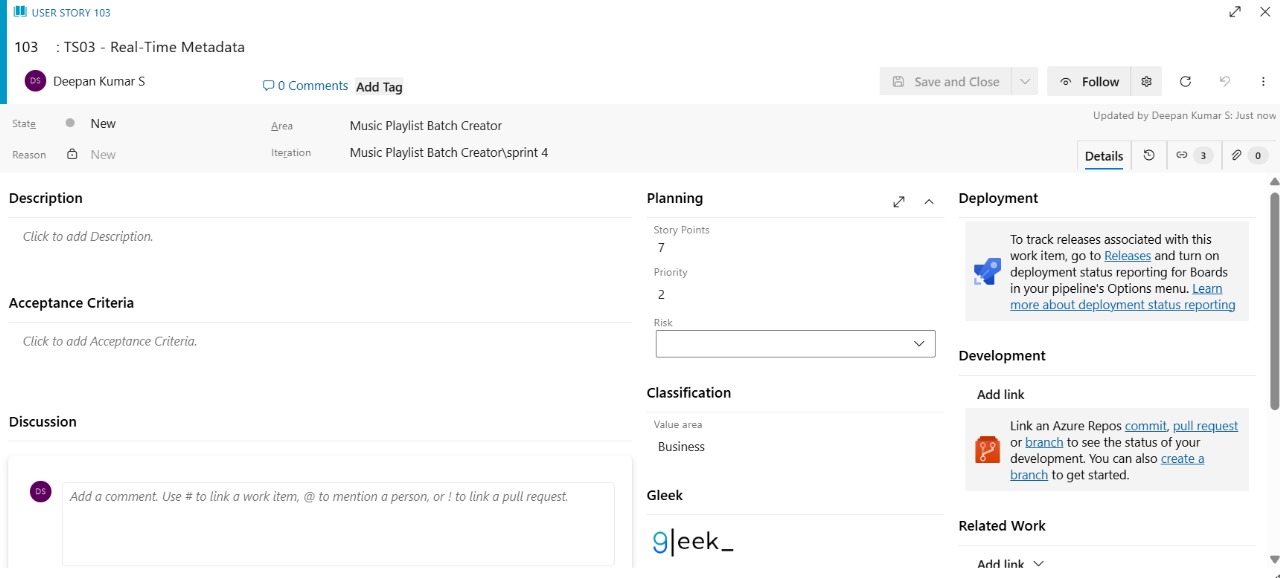 USER STORY 103
103 : TS03 - Real-Time Metadata
DS Deepan Kumar S
0 Comments
Add Tag
Save and Close
Follow
State
New
Area
Music Playlist Batch Creator
Updated by Deepan Kumar S: Just now
Reason
New
Iteration
Music Playlist Batch Creator\sprint 4
Details
3
0
Description
Click to add Description.
Acceptance Criteria
Click to add Acceptance Criteria.
Discussion
DS
Add a comment. Use # to link a work item, @ to mention a person, or ! to link a pull request.
Planning
Story Points
7
Priority
2
Risk
Classification
Value area
Business
Gleek
gleek_
Deployment
To track releases associated with this
work item, go to Releases and turn on
deployment status reporting for Boards
in your pipeline's Options menu. Learn
more about deployment status reporting
Development
Add link
Link an Azure Repos commit, pull request
or branch to see the status of your
development. You can also create a
branch to get started.
Related Work
Add link